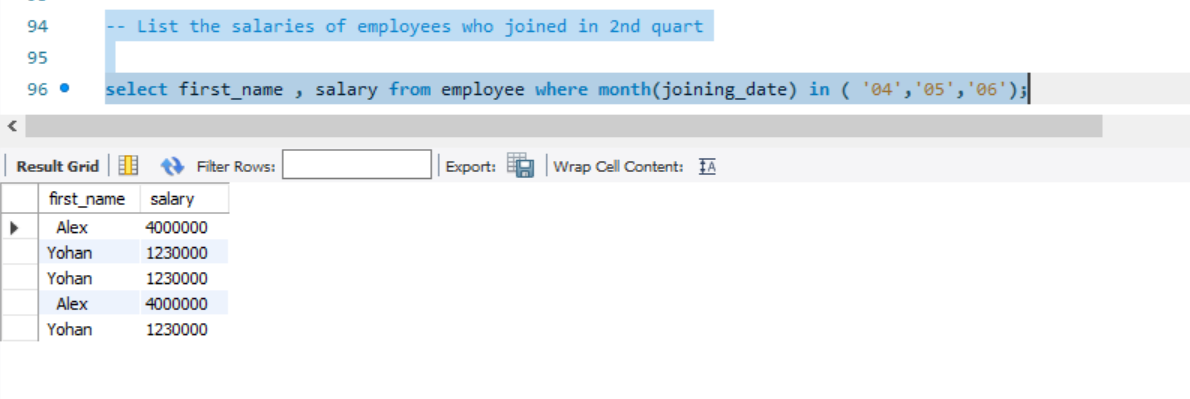 94 -- List the salaries of employees who joined in 2nd quart
95
96 select first_name , salary from employee where month(joining_date) in ( '04','05','06');
Result Grid Filter Rows: Export: Wrap Cell Content:
first_name salary
Alex 4000000
Yohan 1230000
Yohan 1230000
Alex 4000000
Yohan 1230000